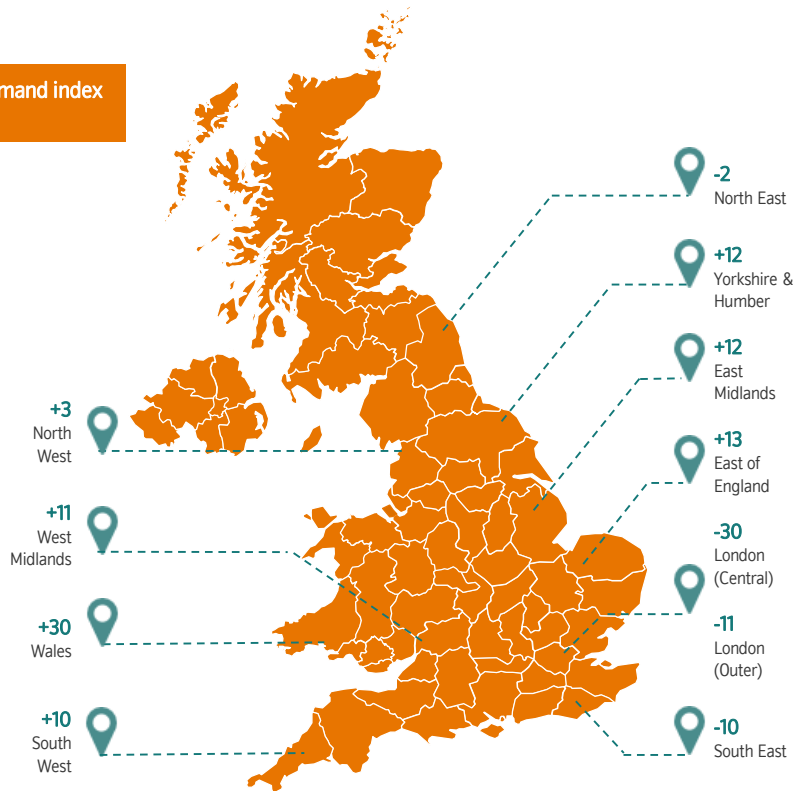 index
-2
North East
+12
Yorkshire &
Humber
+12
East
Midlands
+13
East of
England
-30
London
(Central)
-11
London
(Outer)
-10
South East
+3
North
West
+11
West
Midlands
+30
Wales
+10
South
West